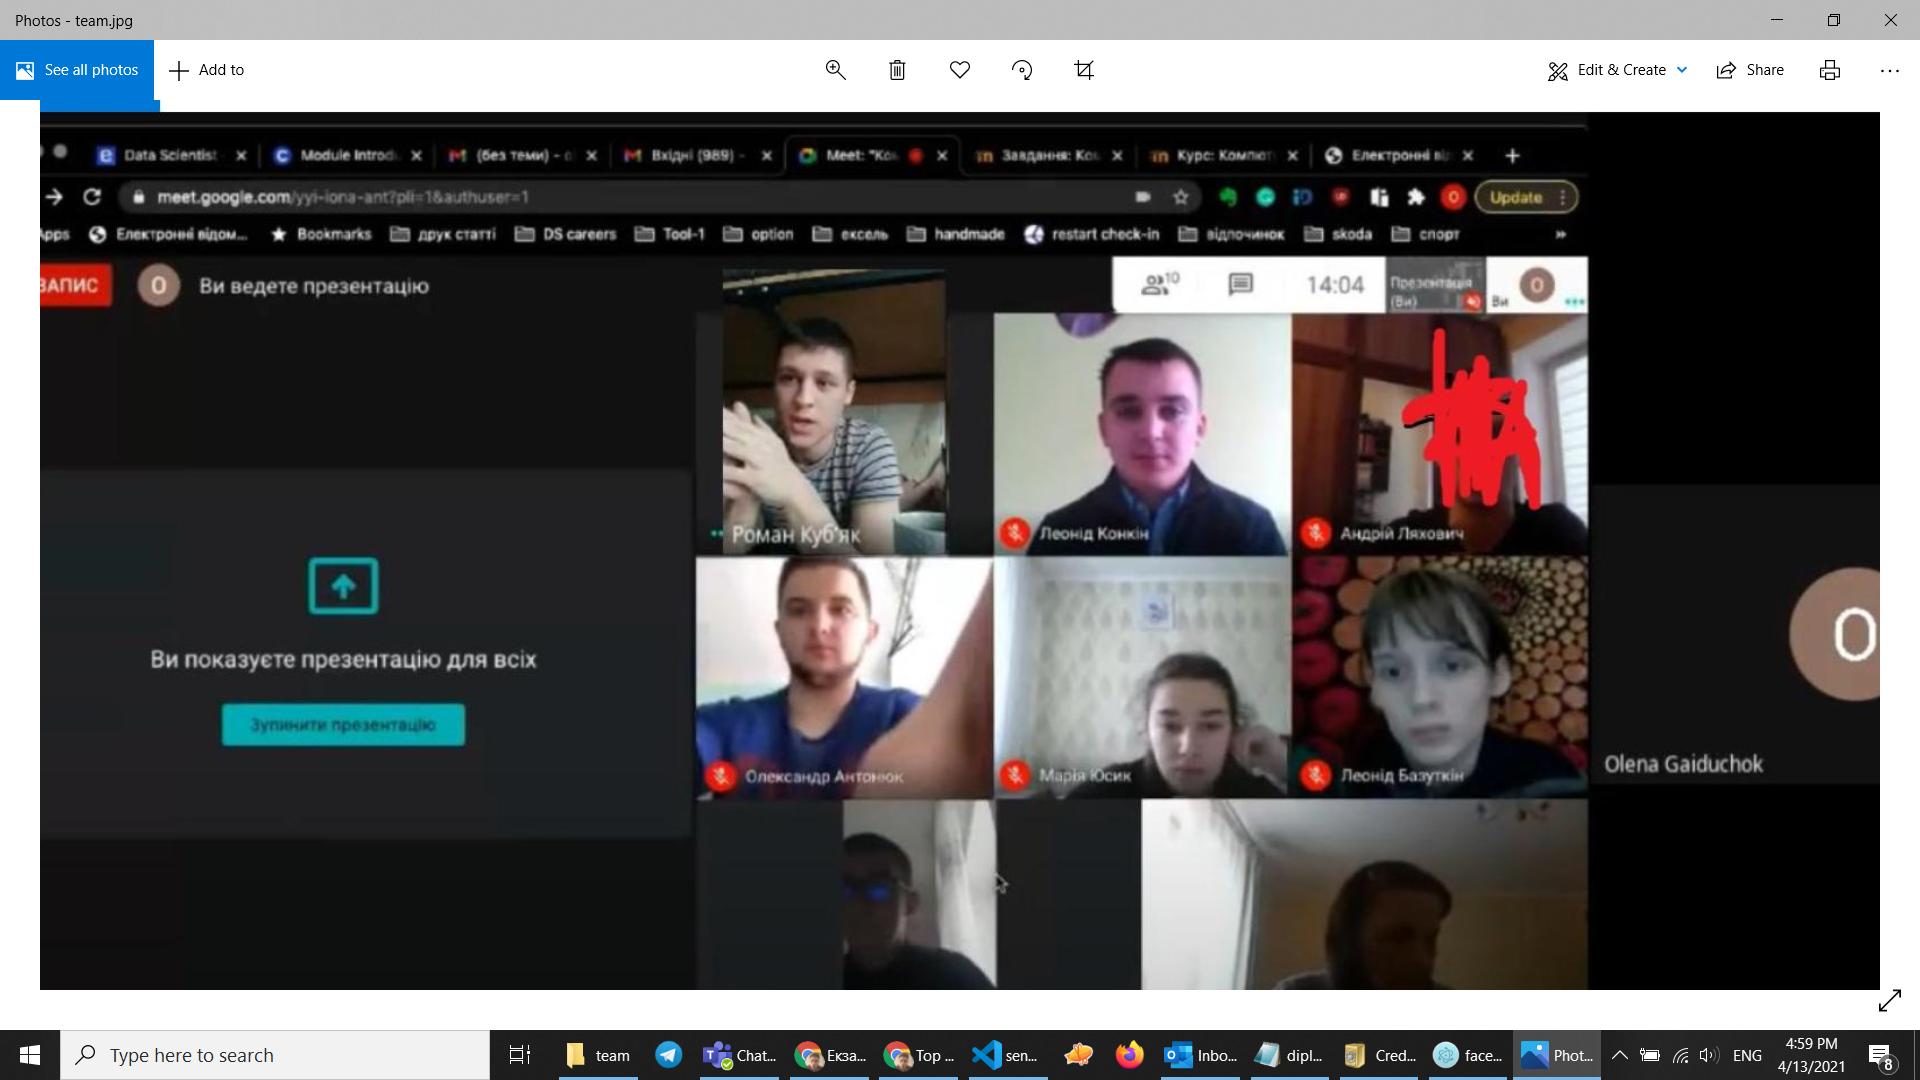 Photos - team.jpg
See all photos
Add to
Edit & Create
Share
Data Scientist
Module Introdu
(без теми) - o
Вхідні (989) -
Meet: "Ко
Завдання: Ко
Курс: Комп'ют
Електронні ві
meet.google.com/yyi-iona-ant?pli=1&authuser=1
Update
Apps
Електронні відом...
Bookmarks
друк статті
DS careers
Tool-1
option
ексель
handmade
restart check-in
відпочинок
skoda
спорт
»
ЗАПИС
O
Ви ведете презентацію
10
14:04
Презентація
(Ви)
Ви
O
Роман Куб'як
Леонід Конкін
Андрій Ляхович
Ви показуєте презентацію для всіх
Зупинити презентацію
Олександр Антонюк
Марія Юсик
Леонід Базуткін
O
Olena Gaiduchok
Type here to search
team
Chat...
Екза...
Top ...
sen...
Inbo...
dipl...
Cred...
face...
Phot...
ENG
4:59 PM
4/13/2021
8